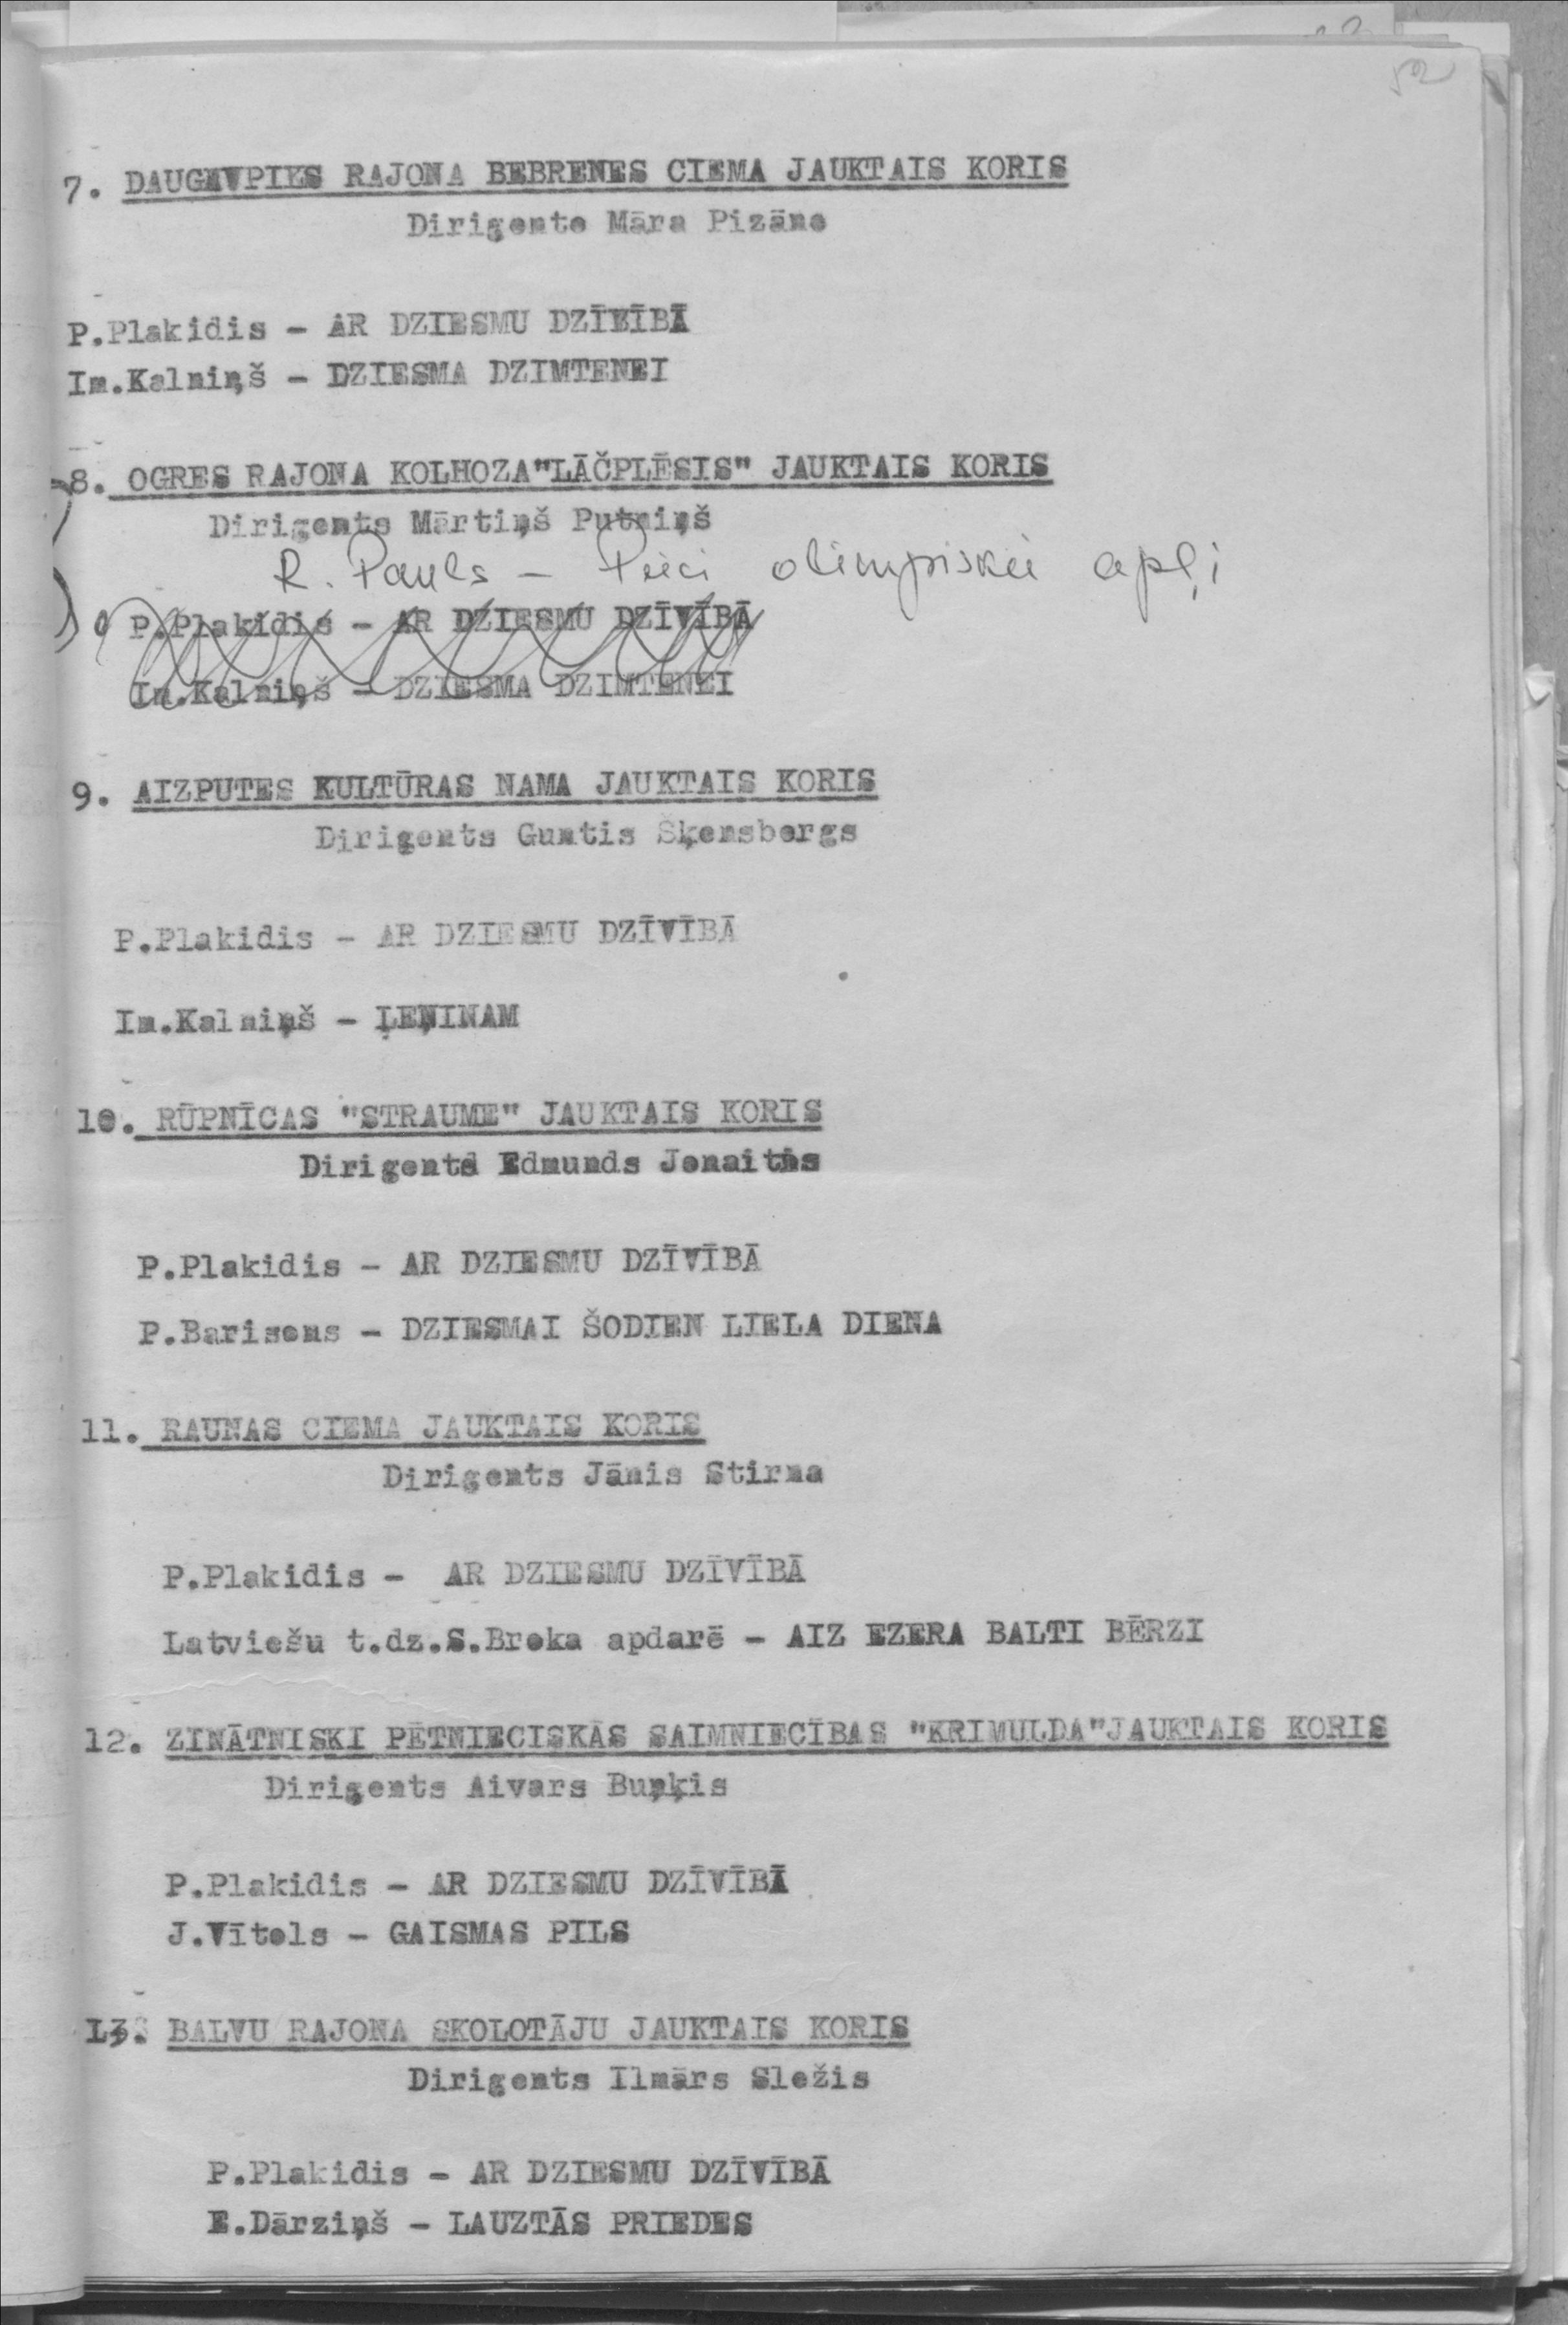 52
7. DAUGAVPILS RAJONA BEBRENES CIEMA JAUKTAIS KORIS
Diriģente Māra Pizāne
P.Plakidis - AR DZIESMU DZĪVĪBĀ
Im.Kalniņš - DZIESMA DZIMTENEI
8. OGRES RAJONA KOLHOZA"LĀČPLĒSIS" JAUKTAIS KORIS
Diriģents Mārtiņš Putniņš
R. Pauls - Pieci olimpiskie apļi
P.Plakidis - AR DZIESMU DZĪVĪBĀ
Im.Kalniņš - DZIESMA DZIMTENEI
9. AIZPUTES KULTŪRAS NAMA JAUKTAIS KORIS
Diriģents Guntis Šķensbergs
P.Plakidis - AR DZIESMU DZĪVĪBĀ
Im.Kalniņš - ĻEŅINAM
10. RŪPNĪCAS "STRAUME" JAUKTAIS KORIS
Diriģents Edmunds Jonaitis
P.Plakidis - AR DZIESMU DZĪVĪBĀ
P.Barisons - DZIESMAI ŠODIEN LIELA DIENA
11. RAUNAS CIEMA JAUKTAIS KORIS
Diriģents Jānis Stirna
P.Plakidis - AR DZIESMU DZĪVĪBĀ
Latviešu t.dz.S.Broka apdarē - AIZ EZERA BALTI BĒRZI
12. ZINĀTNISKI PĒTNIECISKĀS SAIMNIECĪBAS "KRIMULDA"JAUKTAIS KORIS
Diriģents Aivars Buņķis
P.Plakidis - AR DZIESMU DZĪVĪBĀ
J.Vītols - GAISMAS PILS
13. BALVU RAJONA SKOLOTĀJU JAUKTAIS KORIS
Diriģents Ilmārs Sležis
P.Plakidis - AR DZIESMU DZĪVĪBĀ
E.Dārziņš - LAUZTĀS PRIEDES